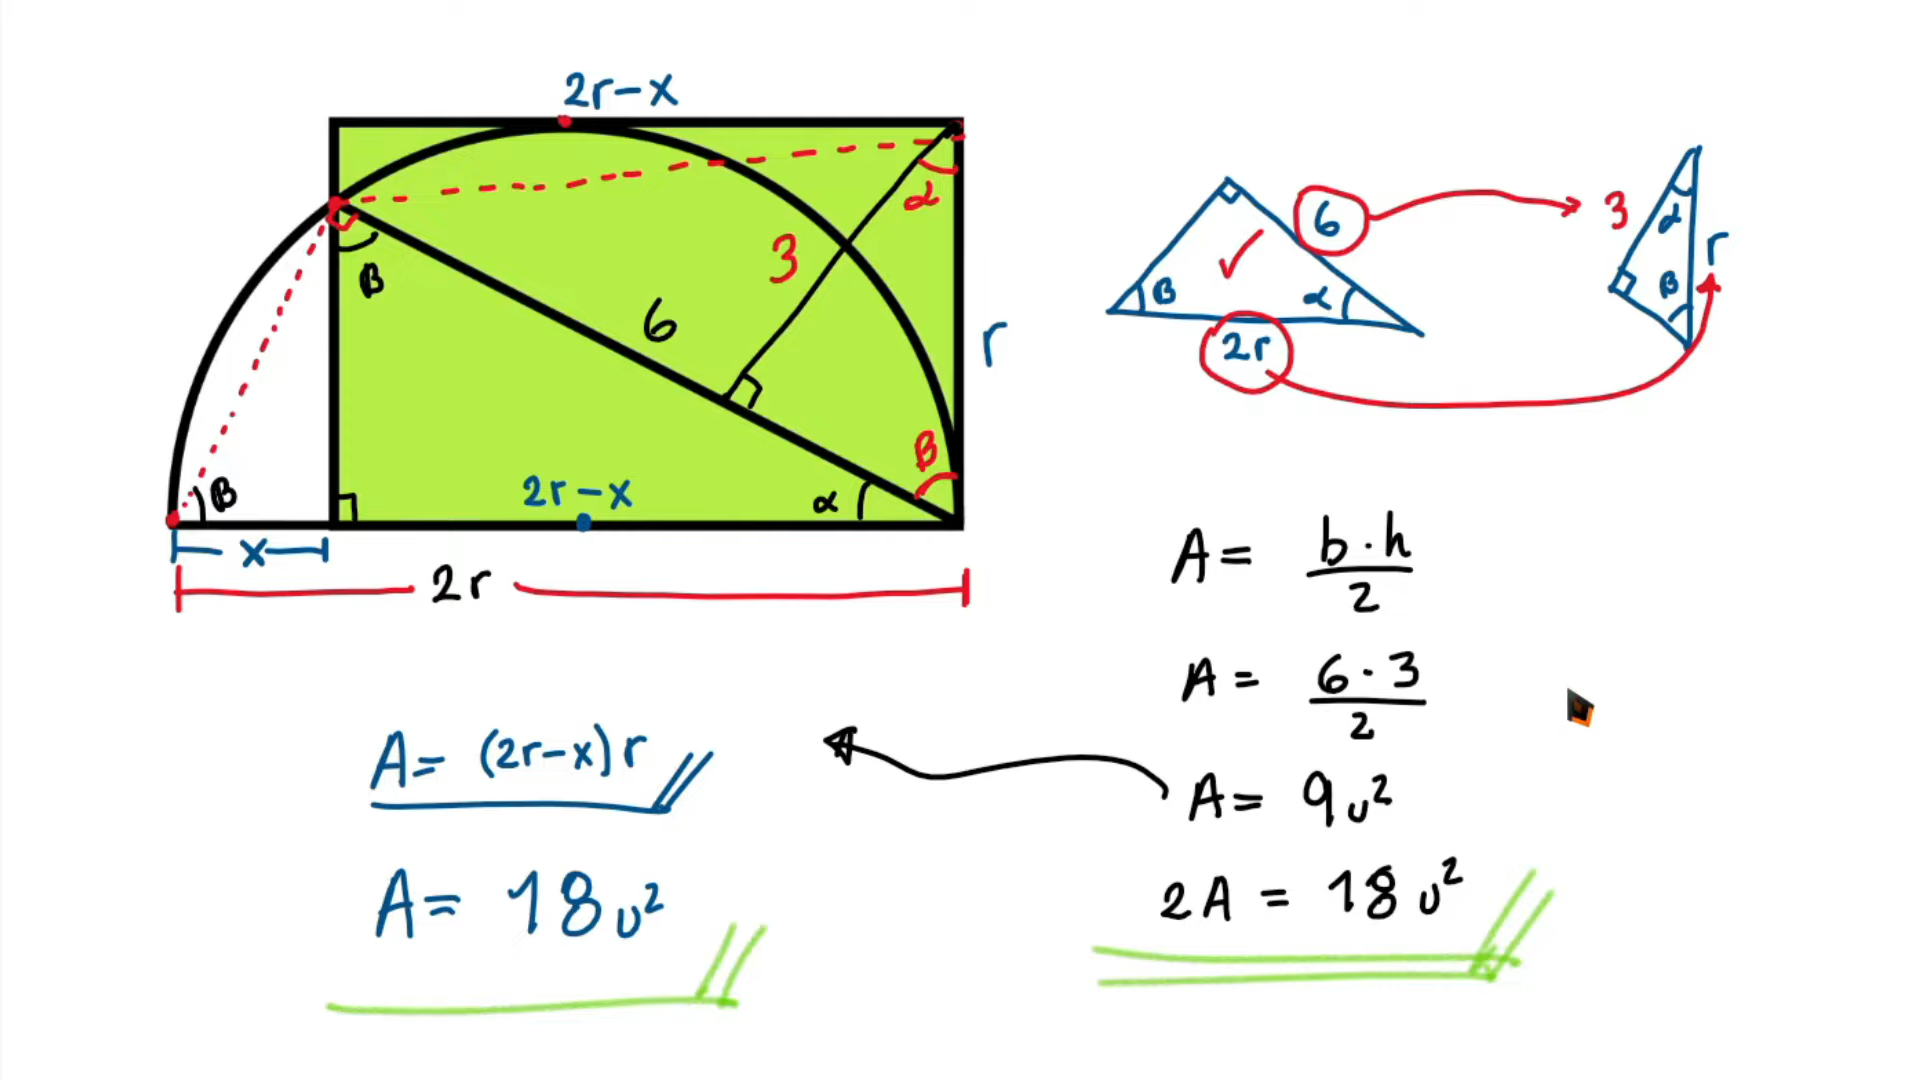 2r-x
α
3
B
6
r
B
2r-x
B
α
x
2r
6
3
α
B
α
B
r
2r
A = b·h/2
A = 6·3/2
A = 9u²
2A = 18u²
A = (2r-x)r
A = 18u²